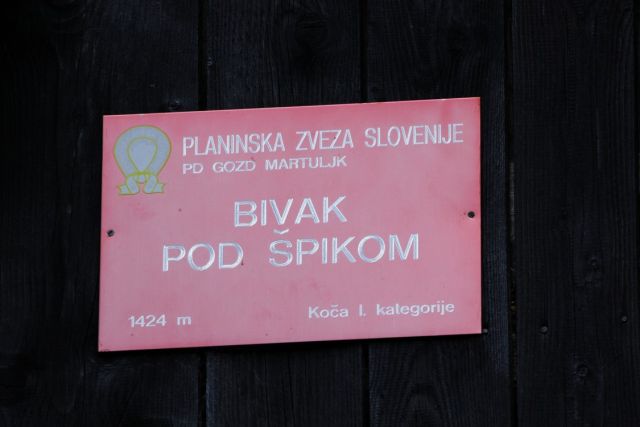 PLANINSKA ZVEZA SLOVENIJE
PD GOZD MARTULJK
BIVAK
POD ŠPIKOM
1424 m
Koča I. kategorije